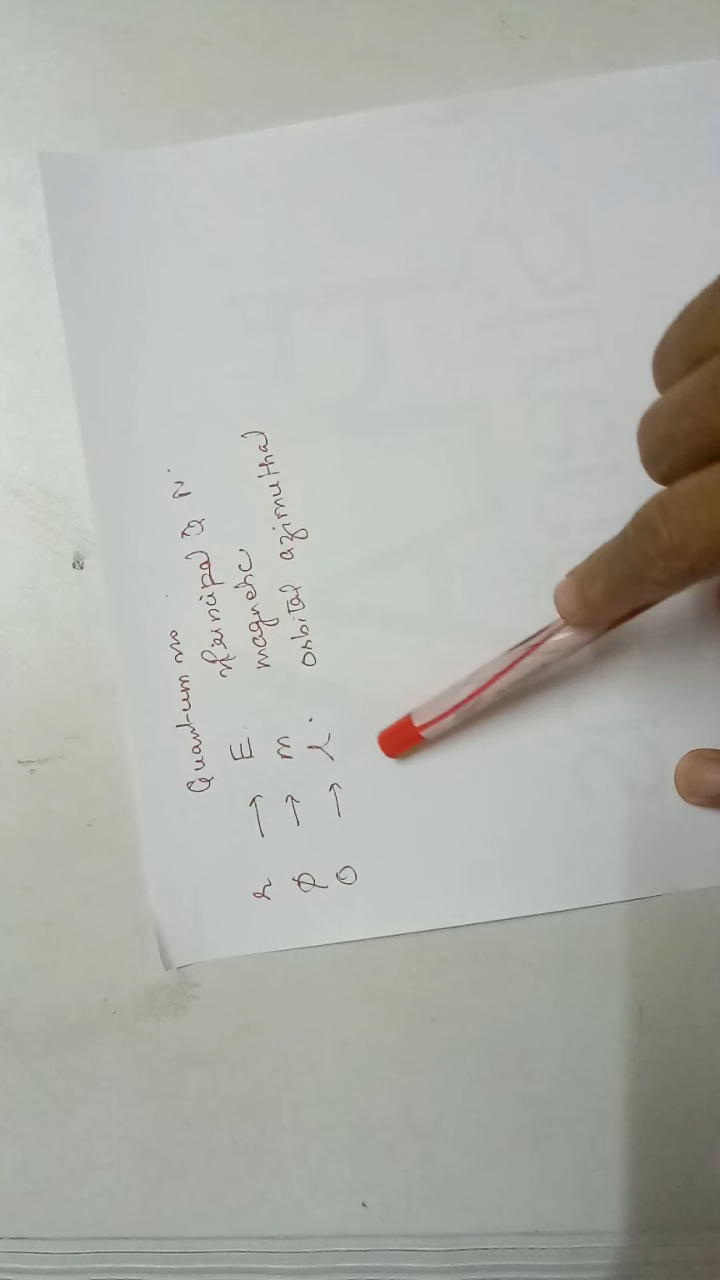 Quantum no
r → E. Principal Q N.
φ → m magnetic
θ → l. orbital azimuthal